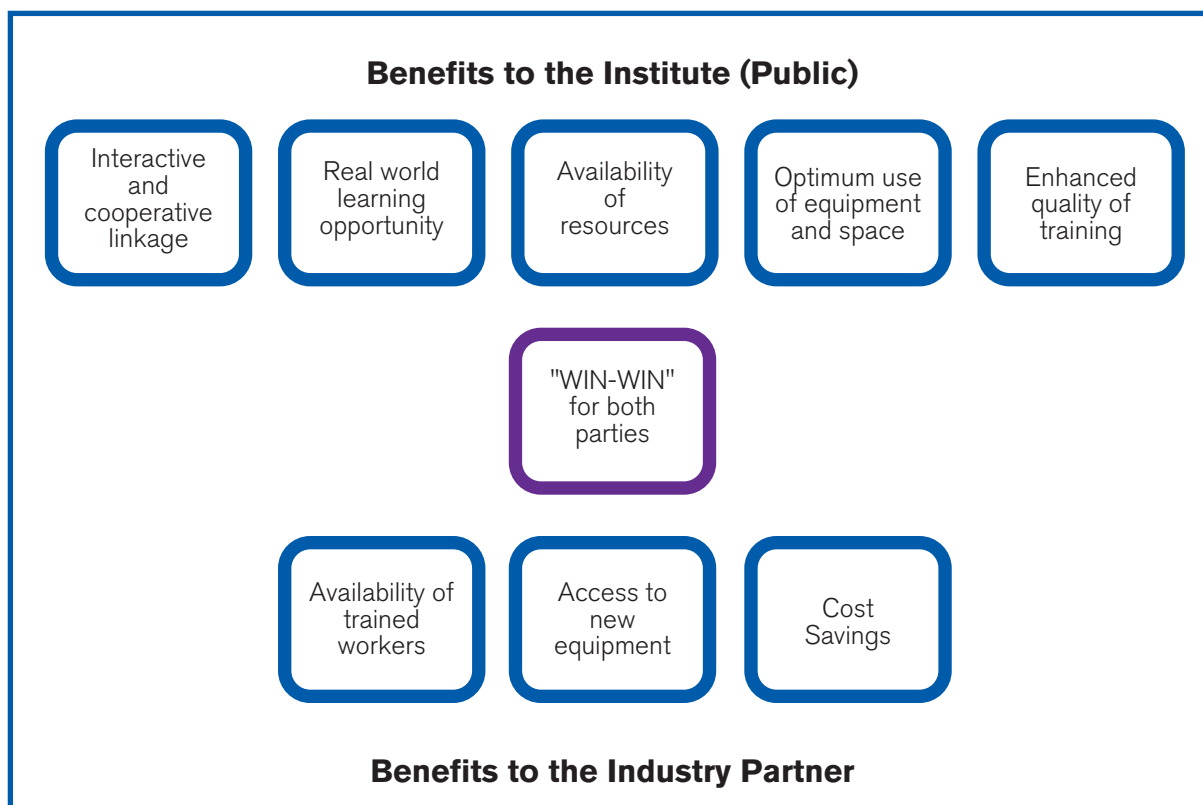 Benefits to the Institute (Public)
Interactive
and
cooperative
linkage
Real world
learning
opportunity
Availability
of
resources
Optimum use
of equipment
and space
Enhanced
quality of
training
"WIN-WIN"
for both
parties
Availability of
trained
workers
Access to
new
equipment
Cost
Savings
Benefits to the Industry Partner